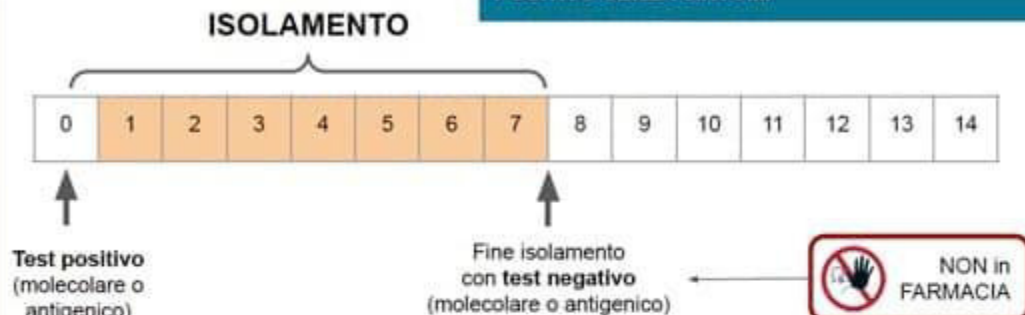 ISOLAMENTO
0 1 2 3 4 5 6 7 8 9 10 11 12 13 14
Test positivo
(molecolare o
antigenico)
Fine isolamento
con test negativo
(molecolare o antigenico)
NON in
FARMACIA